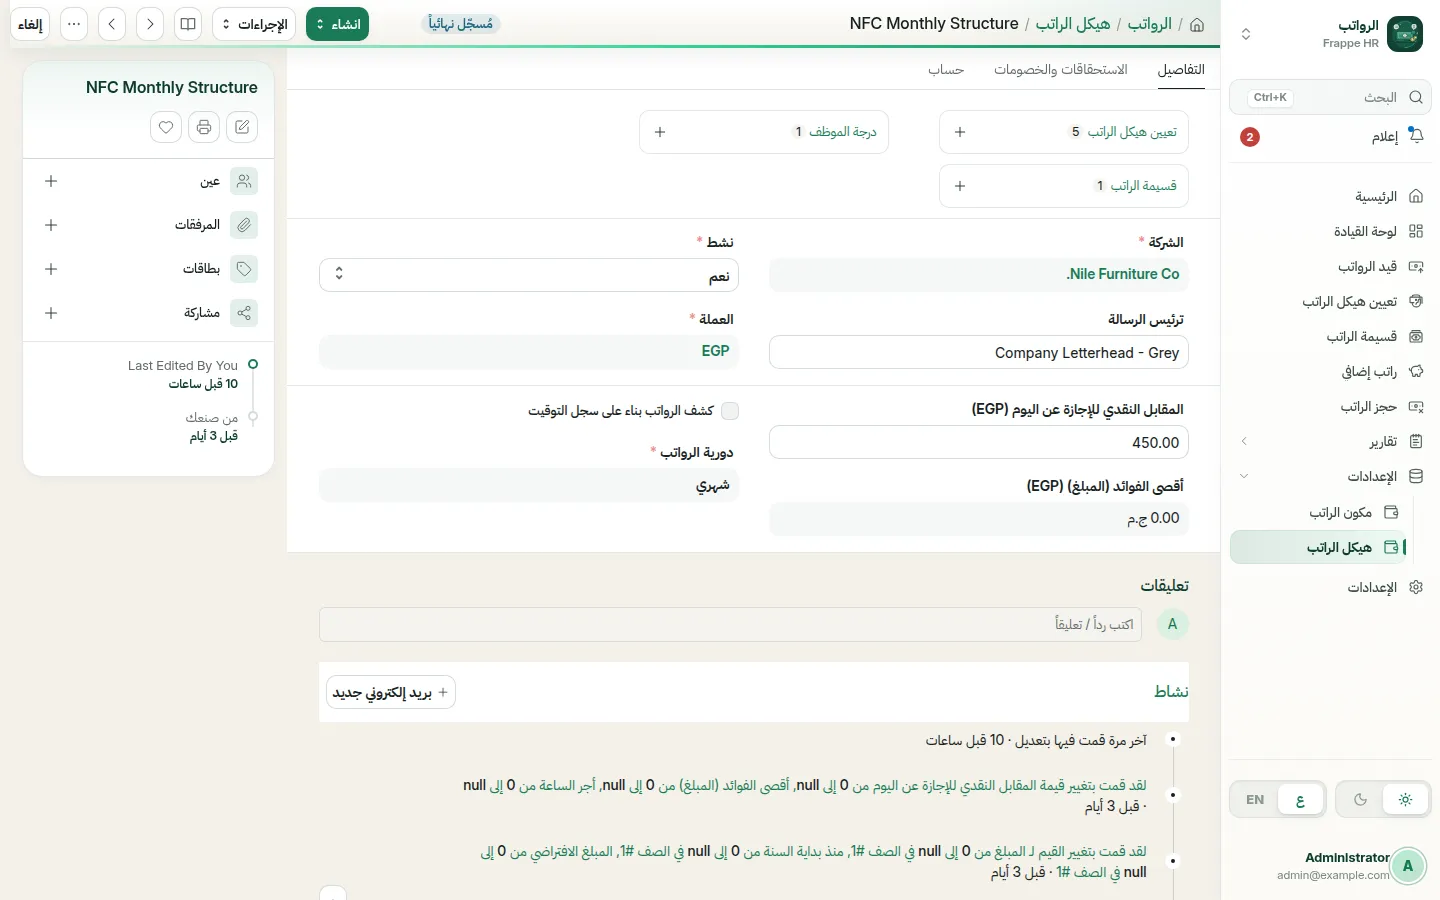 الرواتب
Frappe HR
البحث
Ctrl+K
إعلام
2
الرئيسية
لوحة القيادة
قيد الرواتب
تعيين هيكل الراتب
قسيمة الراتب
راتب إضافي
حجز الراتب
تقارير
الإعدادات
مكون الراتب
هيكل الراتب
الإعدادات
ع
EN
Administrator
admin@example.com
A
الرواتب / هيكل الراتب / NFC Monthly Structure
مُسجّل نهائياً
انشاء
الإجراءات
إلغاء
التفاصيل
الاستحقاقات والخصومات
حساب
تعيين هيكل الراتب 5
درجة الموظف 1
قسيمة الراتب 1
الشركة *
Nile Furniture Co.
نشط *
نعم
ترئيس الرسالة
Company Letterhead - Grey
العملة *
EGP
المقابل النقدي للإجازة عن اليوم (EGP)
450.00
أقصى الفوائد (المبلغ) (EGP)
0.00 ج.م
كشف الرواتب بناء على سجل التوقيت
دورية الرواتب *
شهري
تعليقات
A
اكتب رداً / تعليقاً
نشاط
+ بريد إلكتروني جديد
آخر مرة قمت فيها بتعديل · 10 قبل ساعات
لقد قمت بتغيير قيمة المقابل النقدي للإجازة عن اليوم من 0 إلى null, أقصى الفوائد (المبلغ) من 0 إلى null, أجر الساعة من 0 إلى null
· قبل 3 أيام
لقد قمت بتغيير القيم لـ المبلغ من 0 إلى null في الصف #1, منذ بداية السنة من 0 إلى null في الصف #1, المبلغ الافتراضي من 0 إلى
null في الصف #1 · قبل 3 أيام
NFC Monthly Structure
عين
المرفقات
بطاقات
مشاركة
Last Edited By You
10 قبل ساعات
من صنعك
قبل 3 أيام